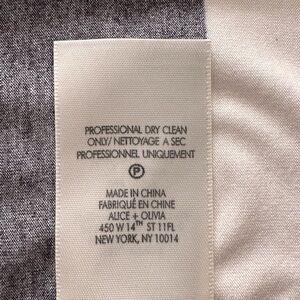 PROFESSIONAL DRY CLEAN
ONLY/ NETTOYAGE A SEC
PROFESSIONNEL UNIQUEMENT
P
MADE IN CHINA
FABRIQUÉ EN CHINE
ALICE + OLIVIA
450 W 14TH ST 11FL
NEW YORK, NY 10014